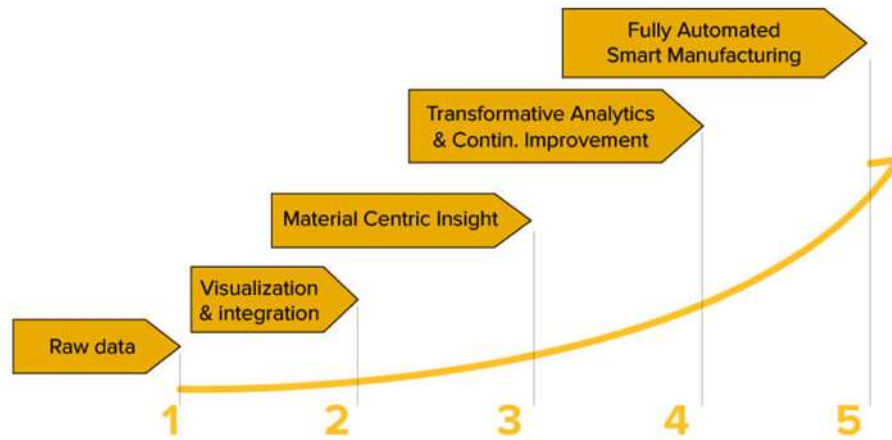 Fully Automated
Smart Manufacturing
Transformative Analytics
& Contin. Improvement
Material Centric Insight
Visualization
& integration
Raw data
1 2 3 4 5